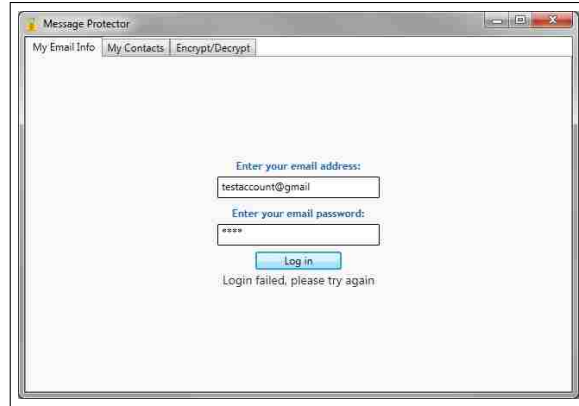 Message Protector
My Email Info My Contacts Encrypt/Decrypt
Enter your email address:
testaccount@gmail
Enter your email password:
****
Log in
Login failed, please try again